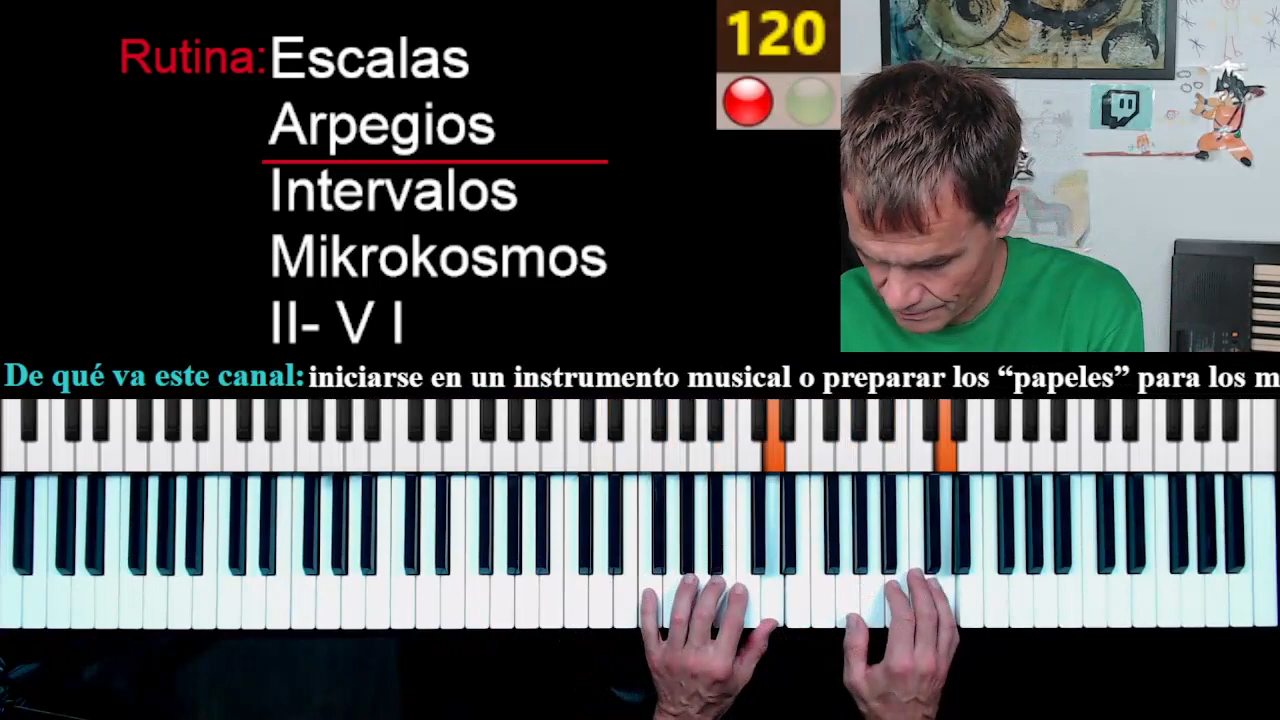 Rutina: Escalas
Arpegios
Intervalos
Mikrokosmos
II- V I
120
De qué va este canal: iniciarse en un instrumento musical o preparar los “papeles” para los m